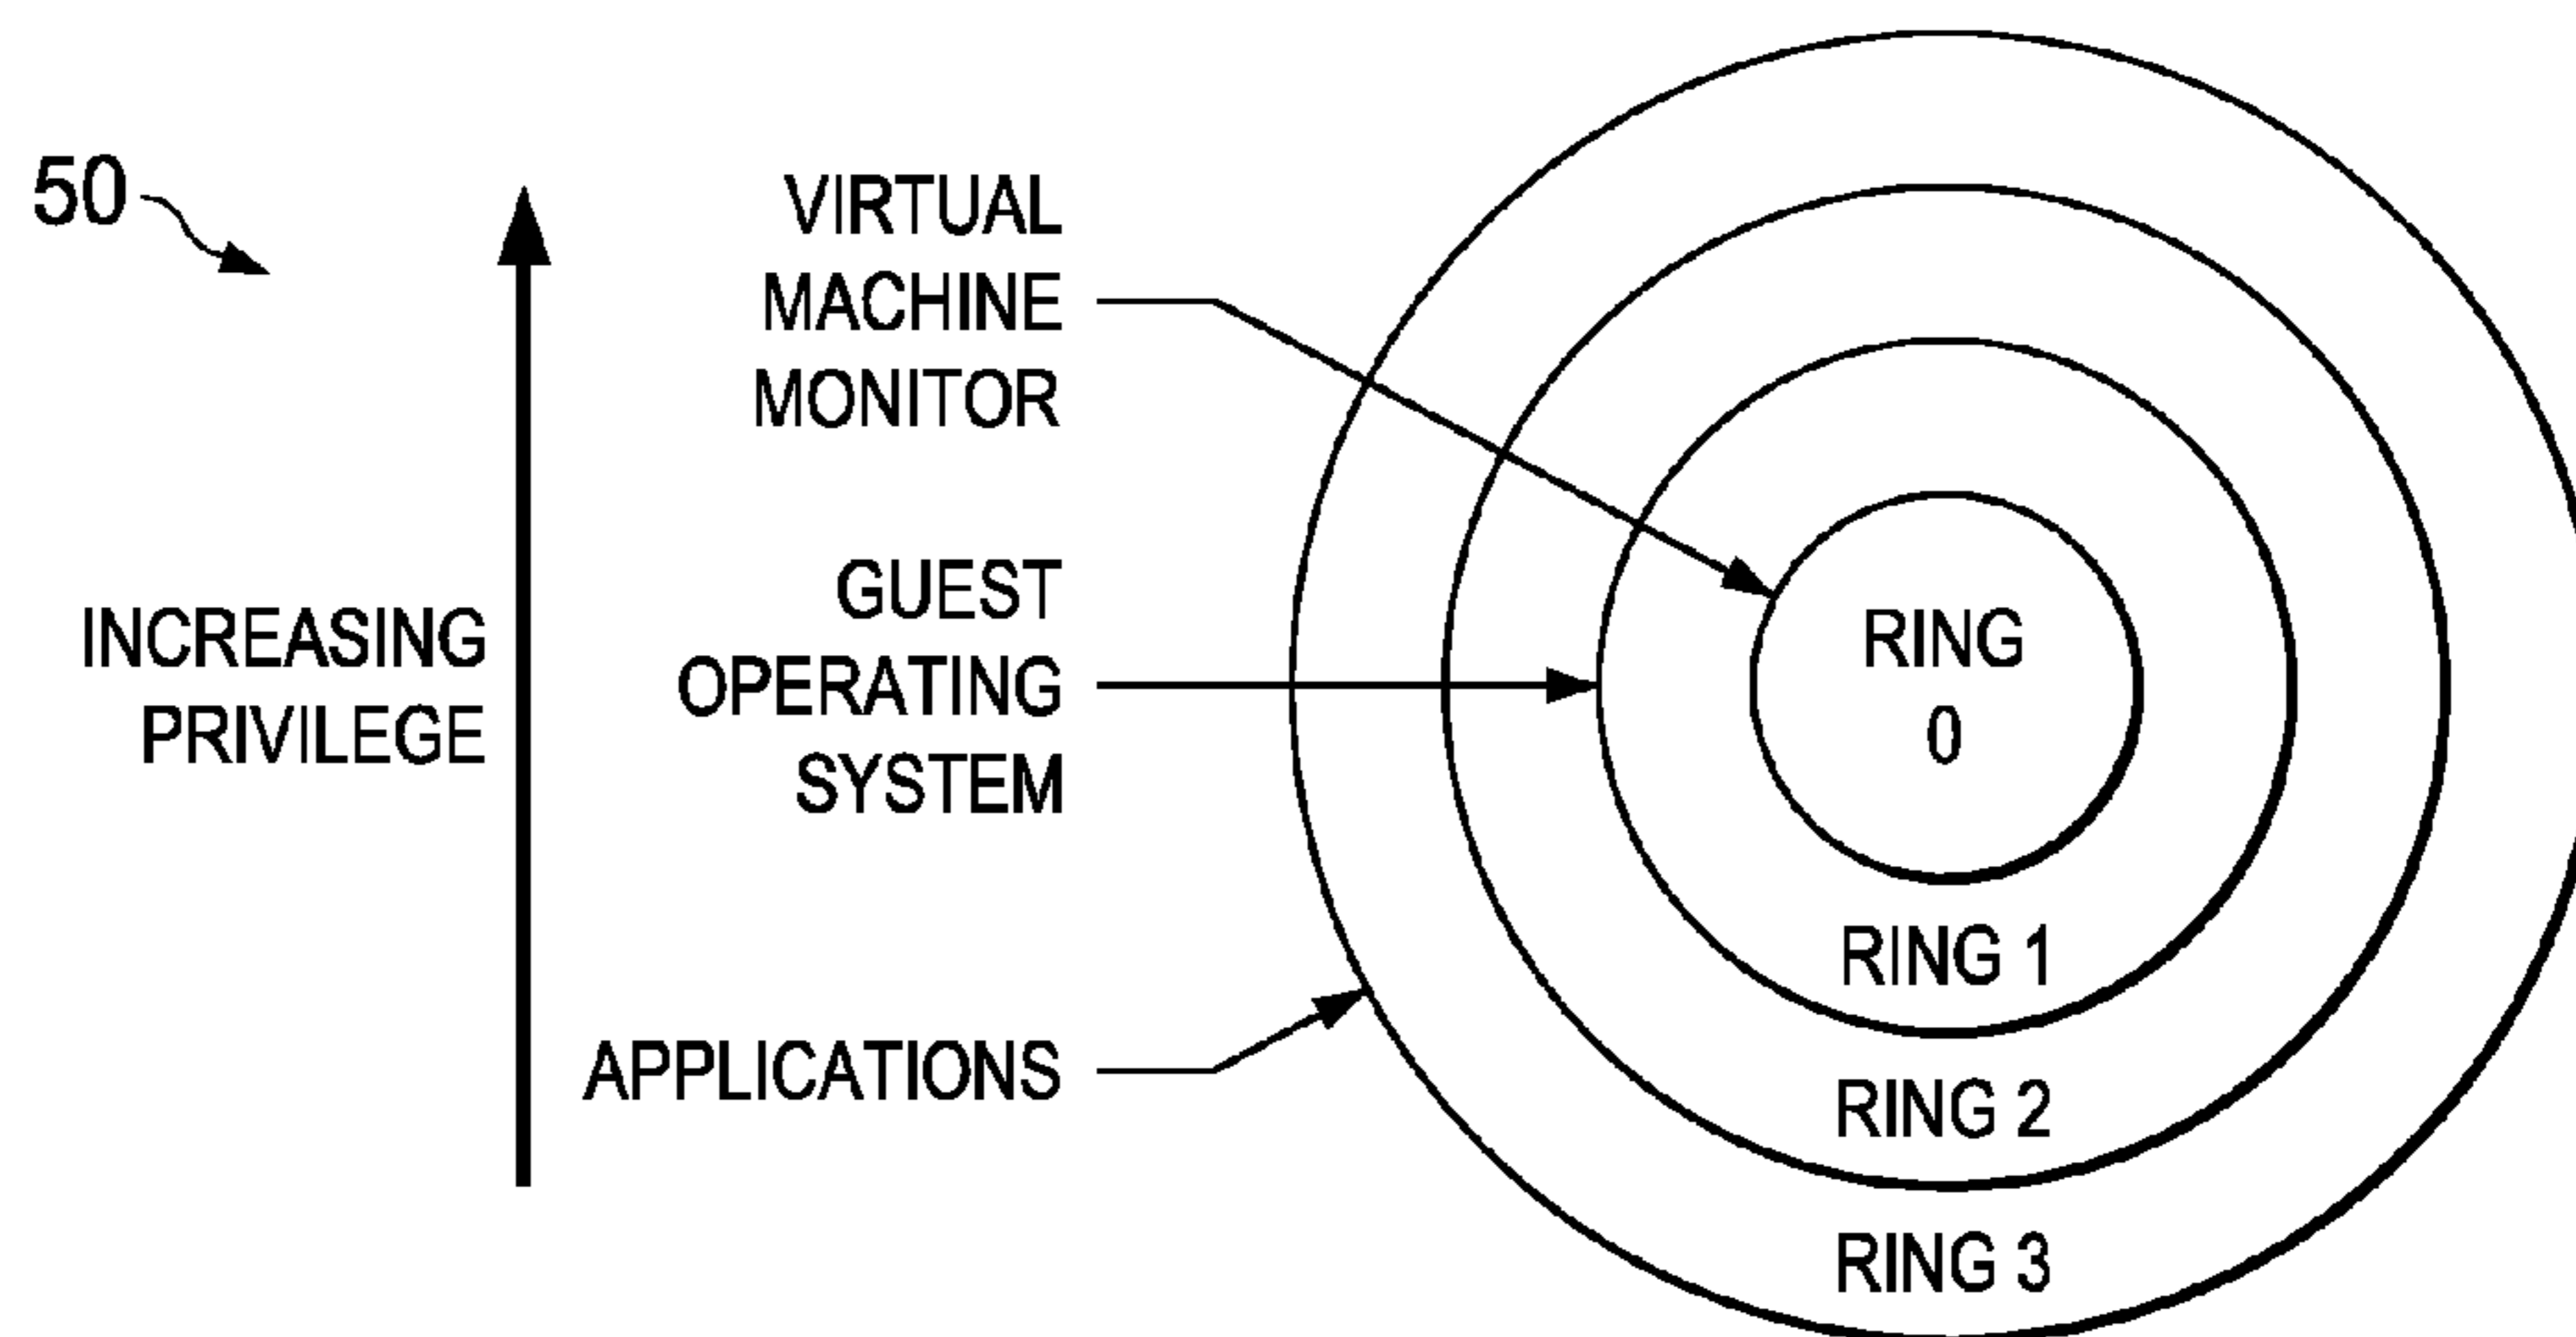 50
INCREASING
PRIVILEGE
VIRTUAL
MACHINE
MONITOR
GUEST
OPERATING
SYSTEM
APPLICATIONS
RING
0
RING 1
RING 2
RING 3